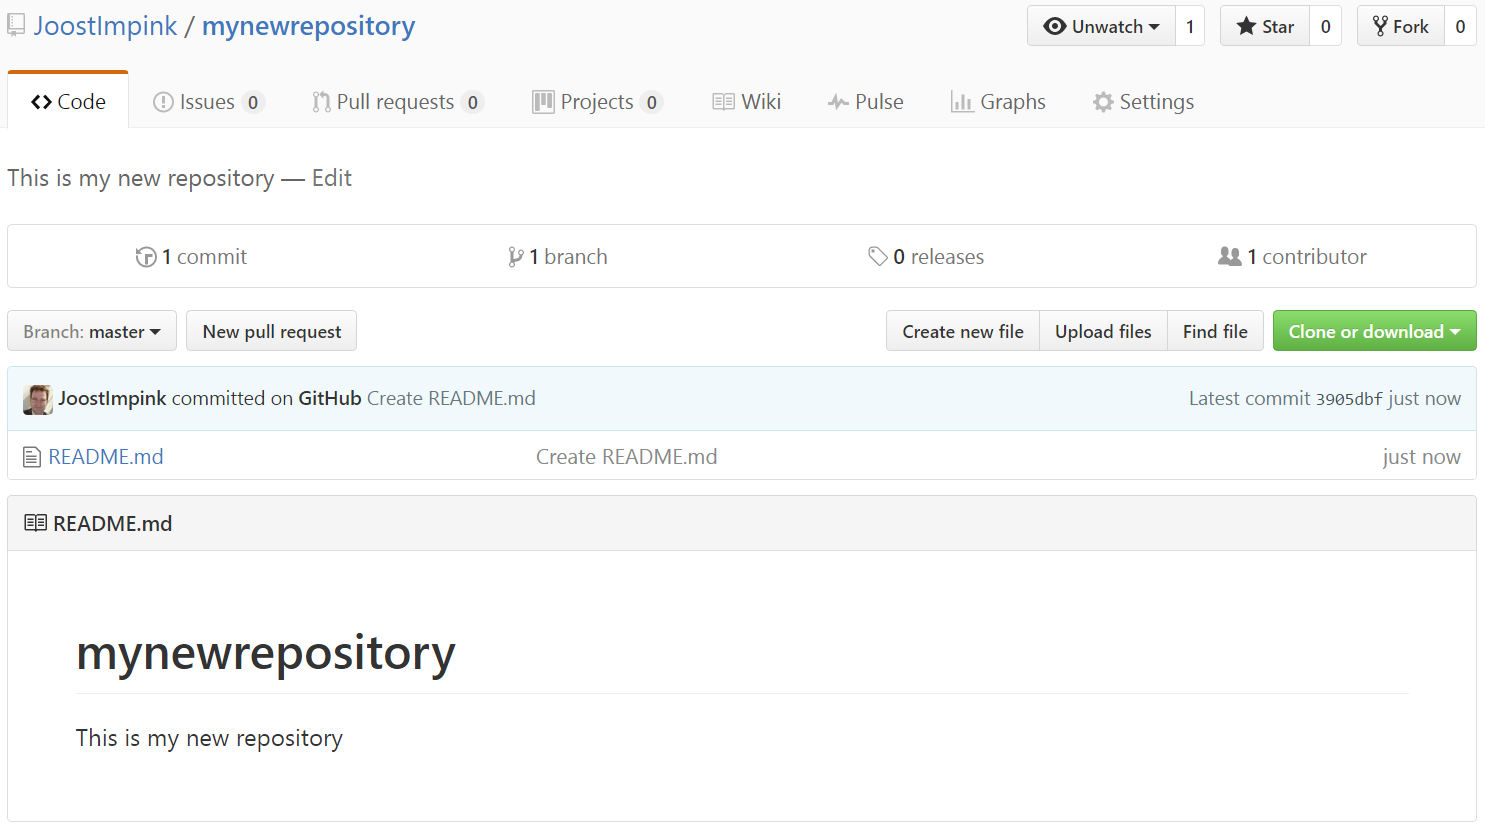 JoostImpink / mynewrepository
Unwatch 1 Star 0 Fork 0
Code Issues 0 Pull requests 0 Projects 0 Wiki Pulse Graphs Settings
This is my new repository — Edit
1 commit 1 branch 0 releases 1 contributor
Branch: master New pull request Create new file Upload files Find file Clone or download
JoostImpink committed on GitHub Create README.md Latest commit 3905dbf just now
README.md Create README.md just now
README.md
mynewrepository
This is my new repository